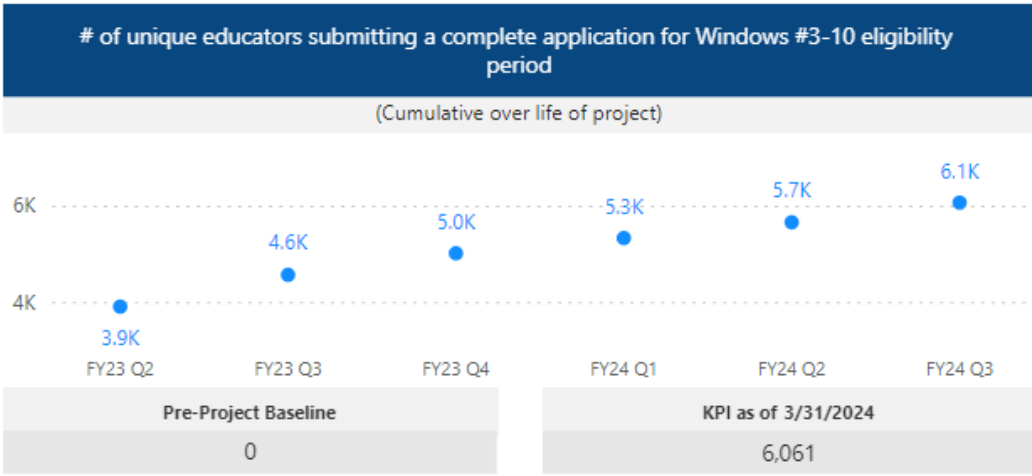 # of unique educators submitting a complete application for Windows #3-10 eligibility
period
(Cumulative over life of project)
6K
4K
3.9K
4.6K
5.0K
5.3K
5.7K
6.1K
FY23 Q2
FY23 Q3
FY23 Q4
FY24 Q1
FY24 Q2
FY24 Q3
Pre-Project Baseline
0
KPI as of 3/31/2024
6,061